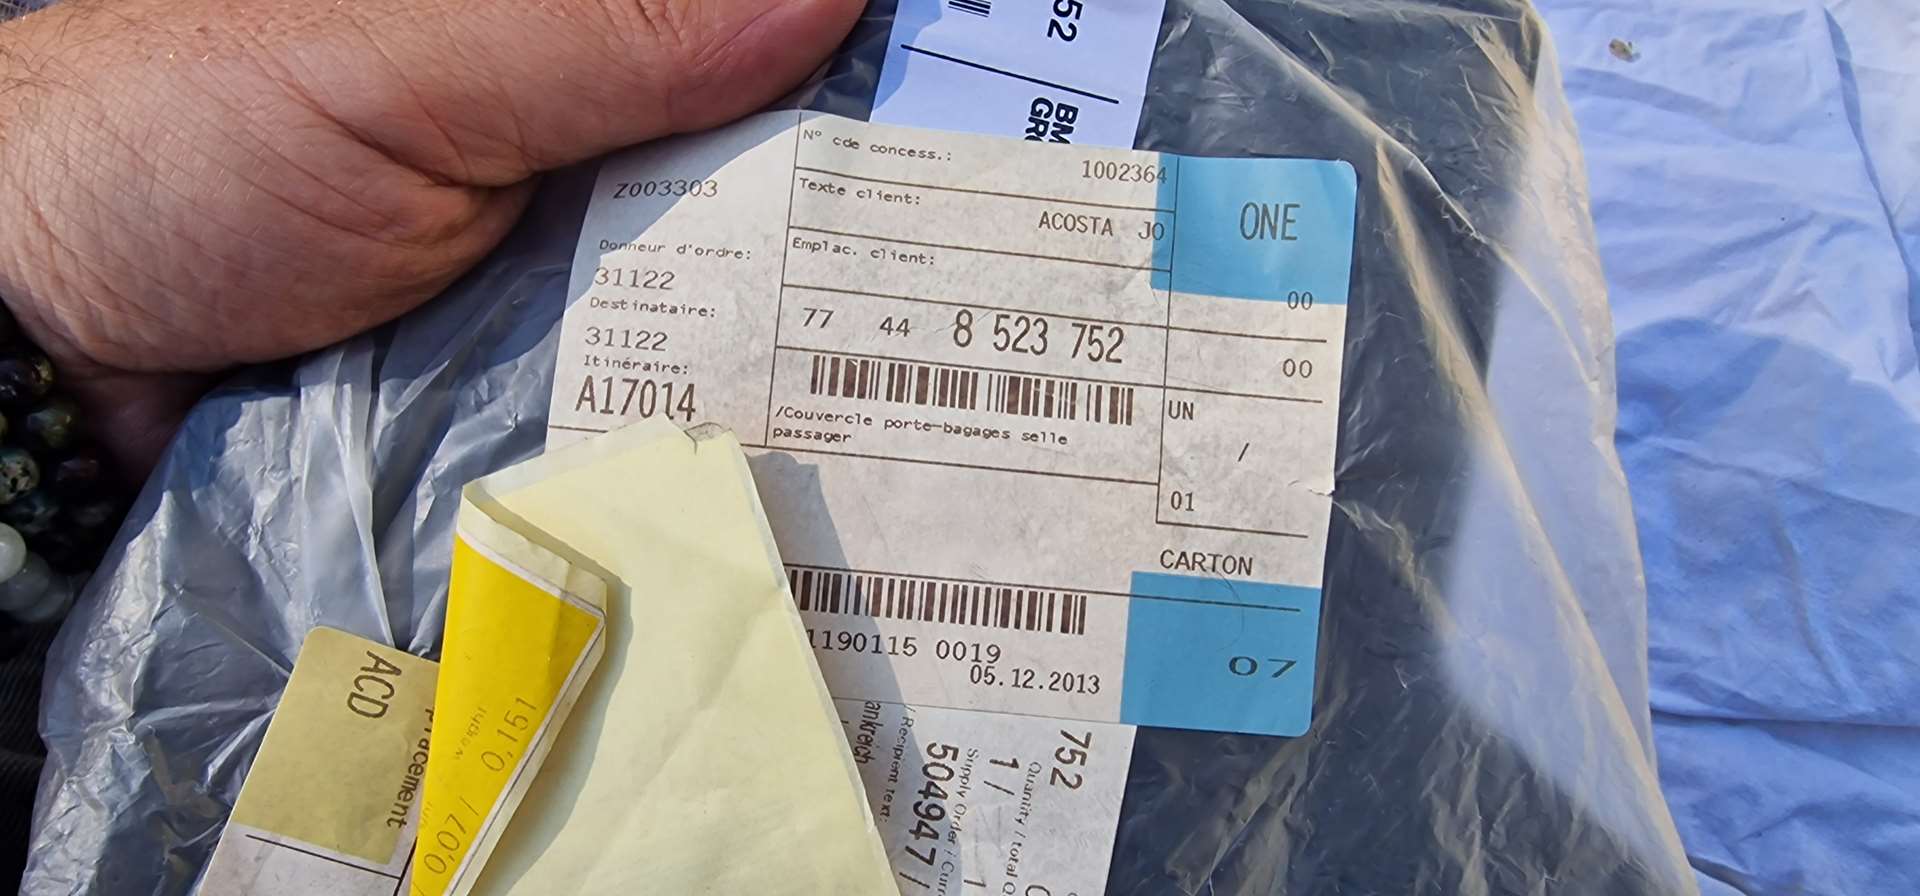 52
BM
GR
N° cde concess.:
1002364
ONE
Z003303
Texte client:
ACOSTA JO
Donneur d'ordre:
31122
Emplac. client:
00
Destinataire:
31122
77 44 8 523 752
00
Itinéraire:
A17014
/Couvercle porte-bagages selle
passager
UN
/
01
CARTON
1190115 0019
05.12.2013
07
ACD
0,151
0,07 /
752
Quantity / total
1 /
Supply Order /
504947 /
/ Recipient text:
ankreich